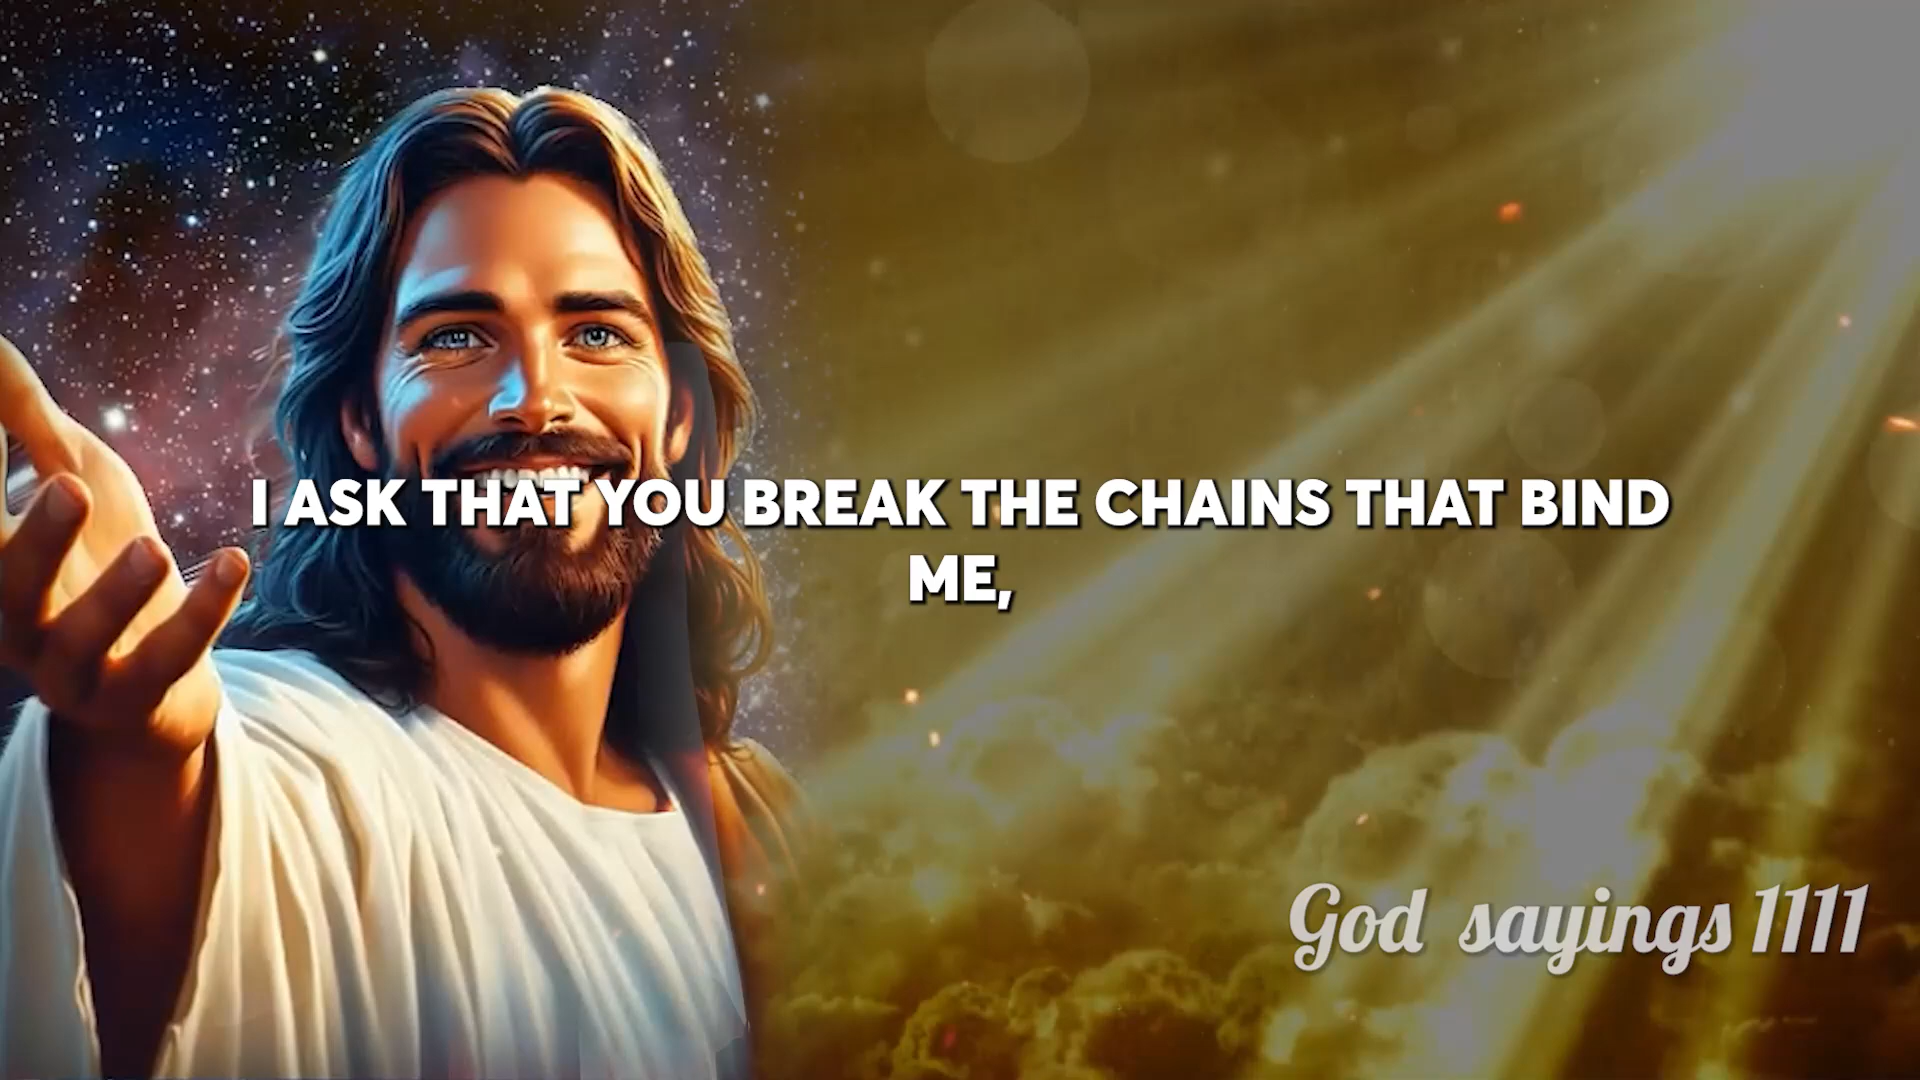 I ASK THAT YOU BREAK THE CHAINS THAT BIND
ME,
God sayings 1111